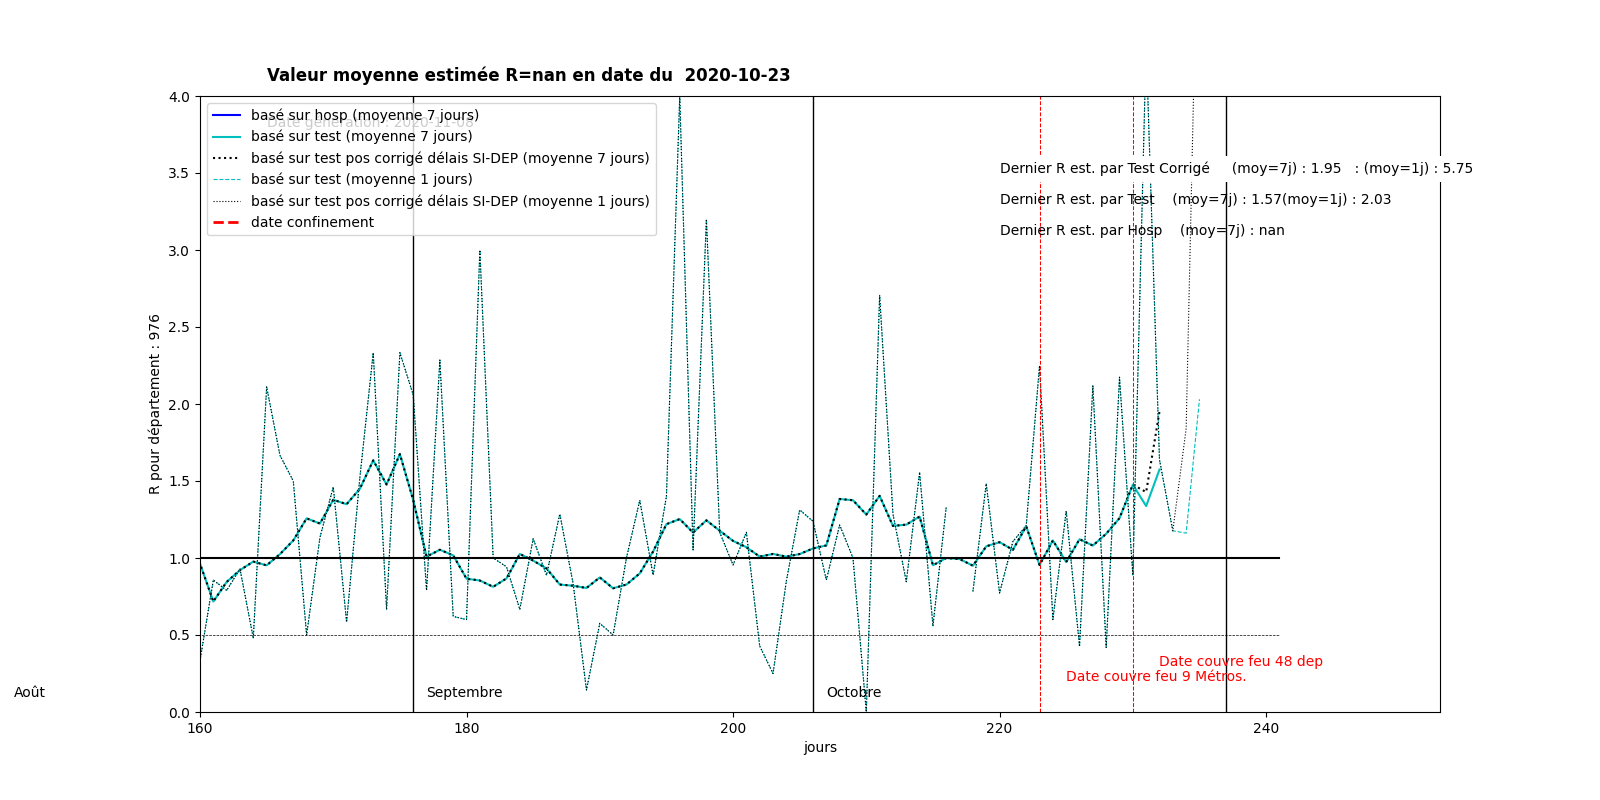 Valeur moyenne estimée R=nan en date du  2020-10-23
Date génération : 2020-11-08
basé sur hosp (moyenne 7 jours)
basé sur test (moyenne 7 jours)
basé sur test pos corrigé délais SI-DEP (moyenne 7 jours)
basé sur test (moyenne 1 jours)
basé sur test pos corrigé délais SI-DEP (moyenne 1 jours)
date confinement
Dernier R est. par Test Corrigé     (moy=7j) : 1.95   : (moy=1j) : 5.75
Dernier R est. par Test    (moy=7j) : 1.57(moy=1j) : 2.03
Dernier R est. par Hosp    (moy=7j) : nan
4.0
3.5
3.0
2.5
2.0
1.5
1.0
0.5
0.0
R pour département : 976
Date couvre feu 48 dep
Date couvre feu 9 Métros.
Août
Septembre
Octobre
160
180
200
220
240
jours